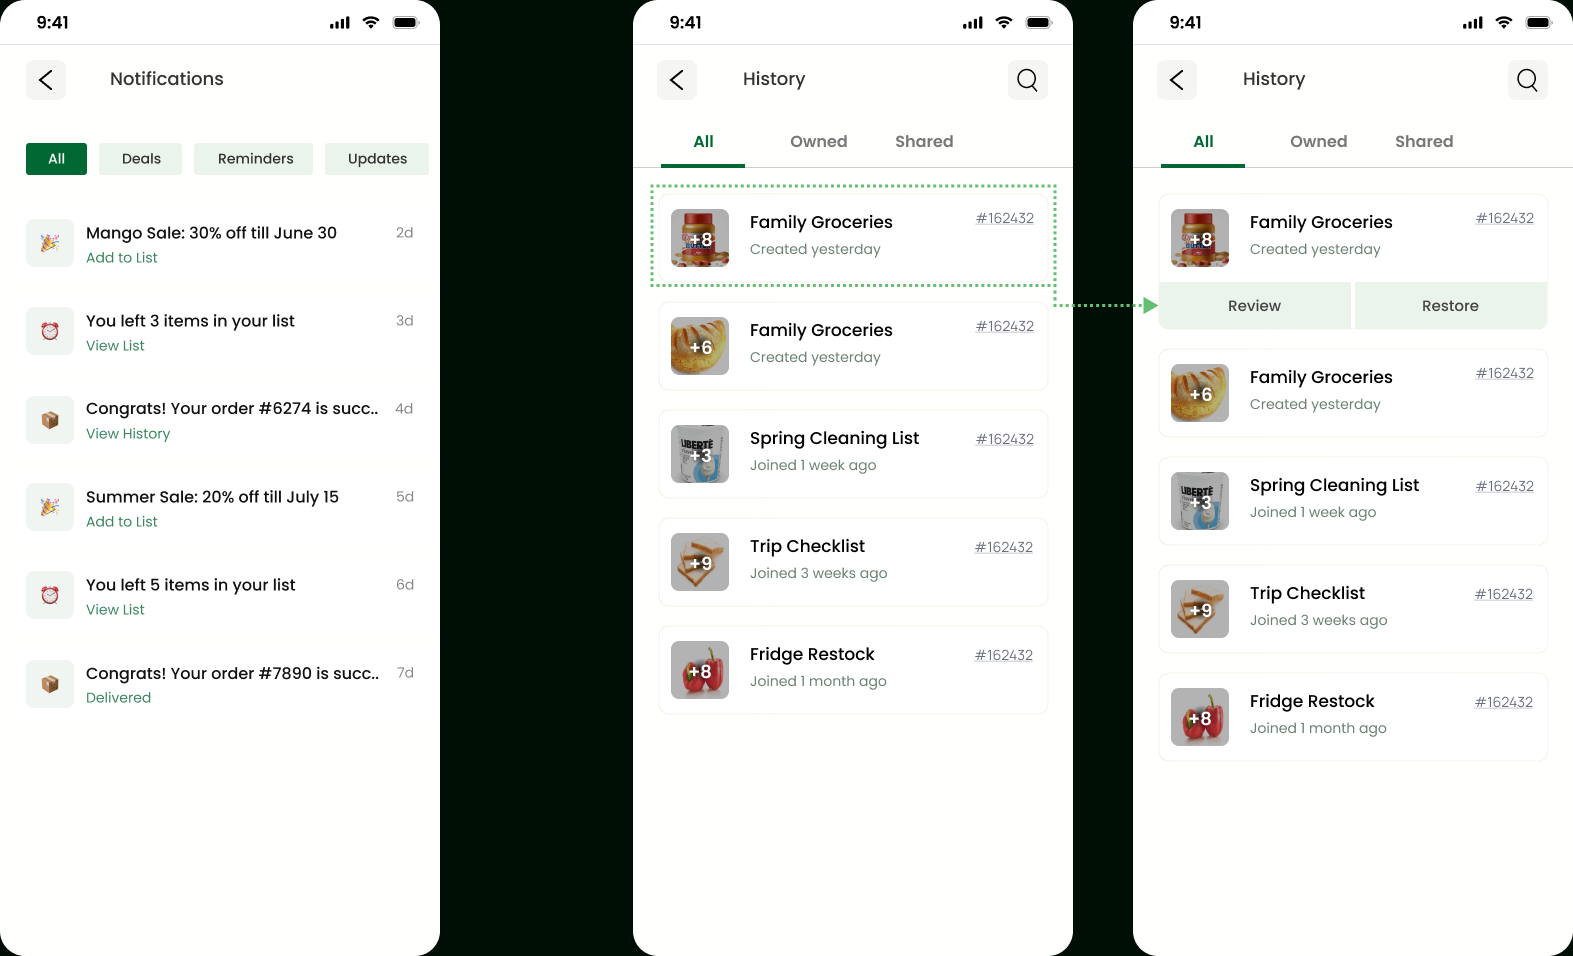 9:41
Notifications
All Deals Reminders Updates
Mango Sale: 30% off till June 30 2d
Add to List
You left 3 items in your list 3d
View List
Congrats! Your order #6274 is succ.. 4d
View History
Summer Sale: 20% off till July 15 5d
Add to List
You left 5 items in your list 6d
View List
Congrats! Your order #7890 is succ.. 7d
Delivered
9:41
History
All Owned Shared
+8 Family Groceries #162432
Created yesterday
+6 Family Groceries #162432
Created yesterday
LIBERTĒ
+3 Spring Cleaning List #162432
Joined 1 week ago
+9 Trip Checklist #162432
Joined 3 weeks ago
+8 Fridge Restock #162432
Joined 1 month ago
9:41
History
All Owned Shared
+8 Family Groceries #162432
Created yesterday
Review Restore
+6 Family Groceries #162432
Created yesterday
LIBERTĒ
+3 Spring Cleaning List #162432
Joined 1 week ago
+9 Trip Checklist #162432
Joined 3 weeks ago
+8 Fridge Restock #162432
Joined 1 month ago